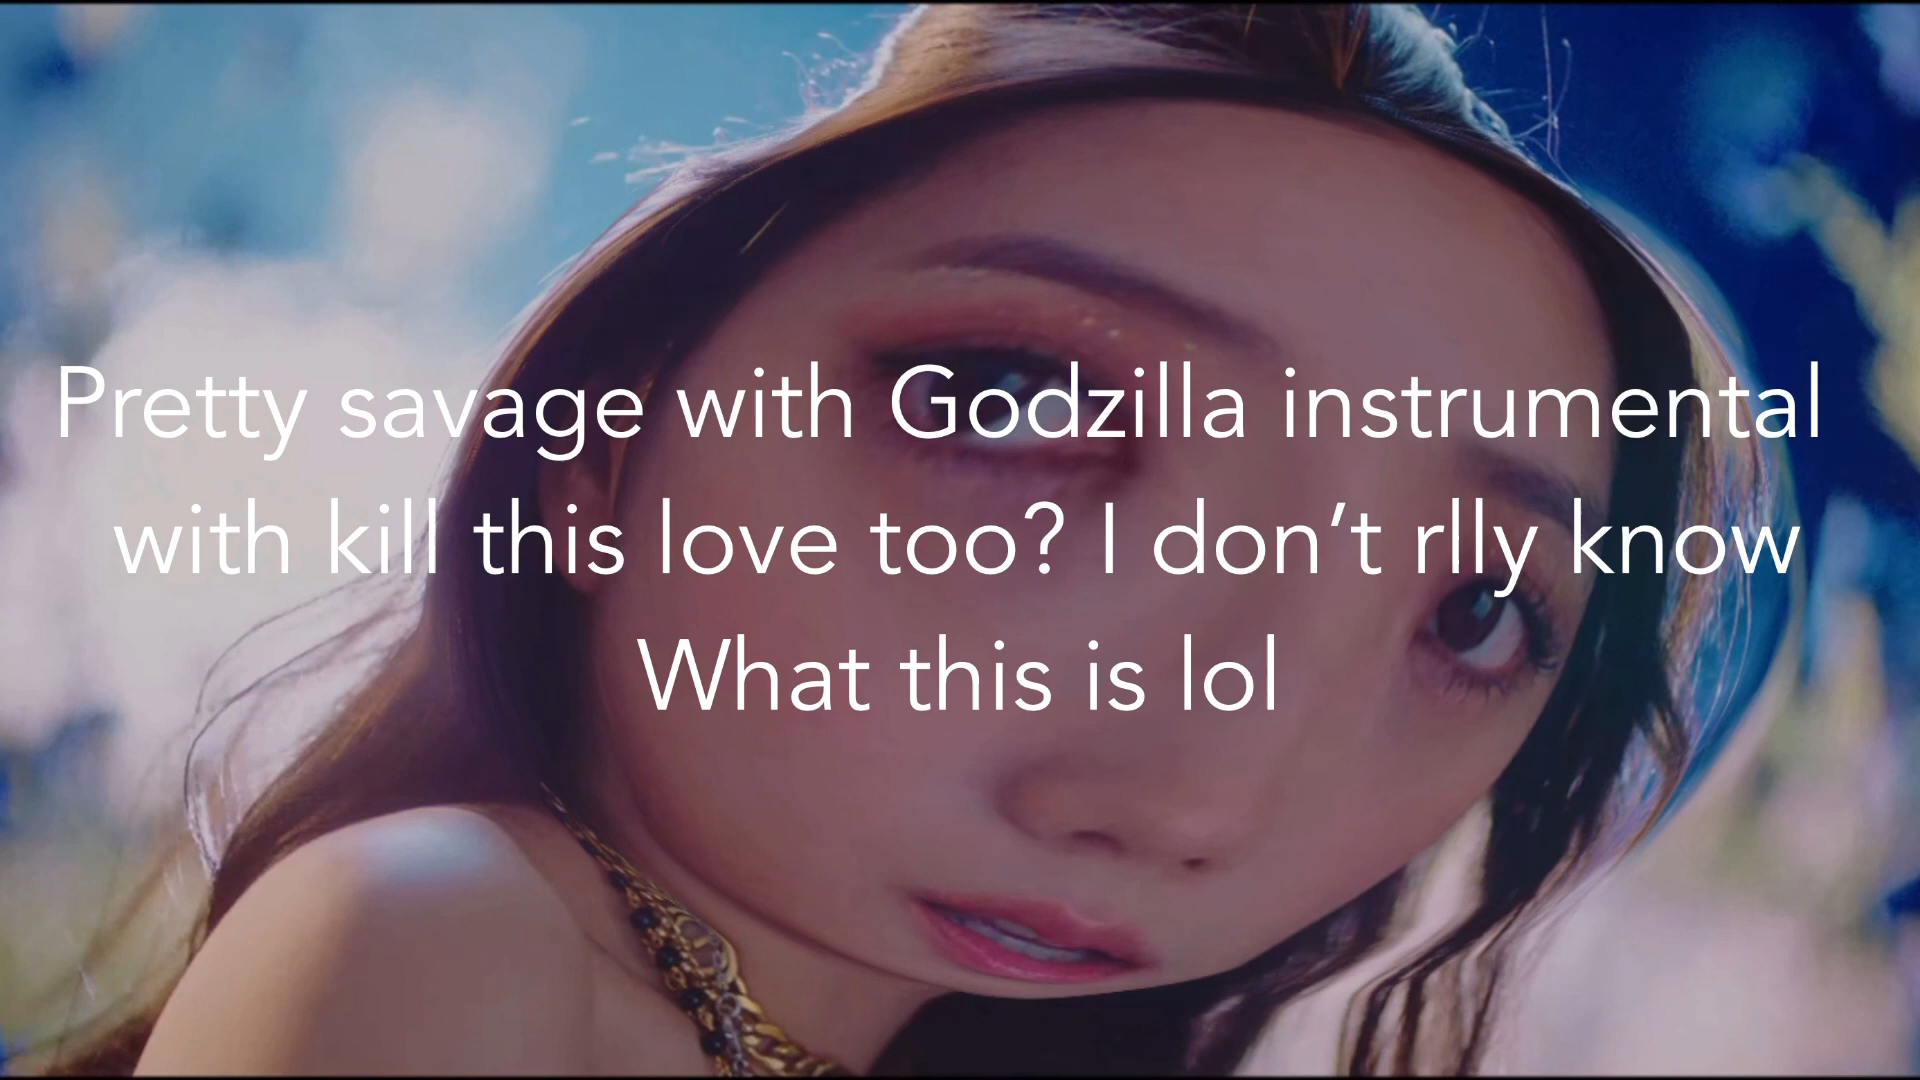 Pretty savage with Godzilla instrumental
with kill this love too? I don’t rlly know
What this is lol